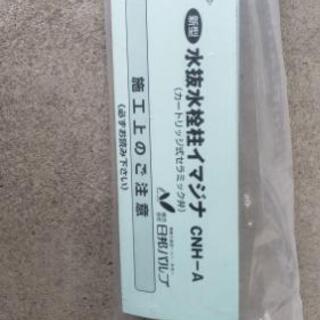 新型 水抜水栓柱イマジナ CNH-A
(カートリッジ式セラミック弁)
施工上のご注意
(必ずお読み下さい)
日邦バルブ